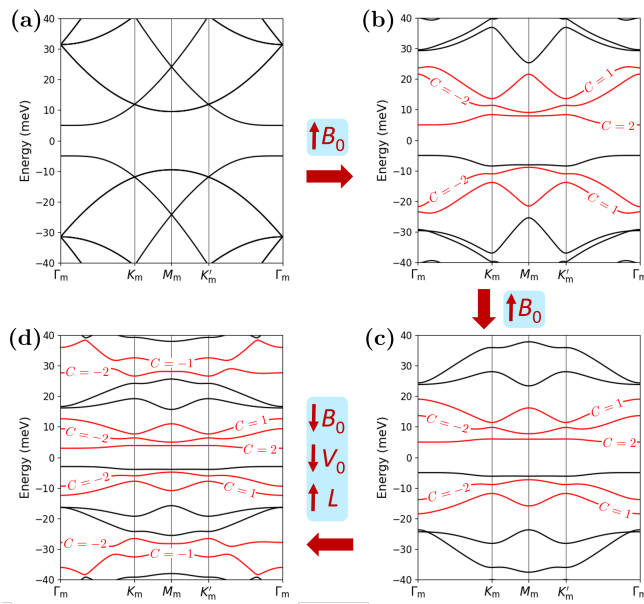 (a)
Energy (meV)
40
30
20
10
0
−10
−20
−30
−40
Γm
Km
Mm
K′m
Γm
↑B0
(b)
Energy (meV)
40
30
20
10
0
−10
−20
−30
−40
C = −2
C = 1
C = 2
C = −2
C = 1
Γm
Km
Mm
K′m
Γm
↑B0
(d)
Energy (meV)
40
30
20
10
0
−10
−20
−30
−40
C = −1
C = −2
C = 1
C = −2
C = 2
C = −2
C = 1
C = −2
C = −1
Γm
Km
Mm
K′m
Γm
↓B0
↓V0
↑L
(c)
Energy (meV)
40
30
20
10
0
−10
−20
−30
−40
C = 1
C = −2
C = 2
C = −2
C = 1
Γm
Km
Mm
K′m
Γm